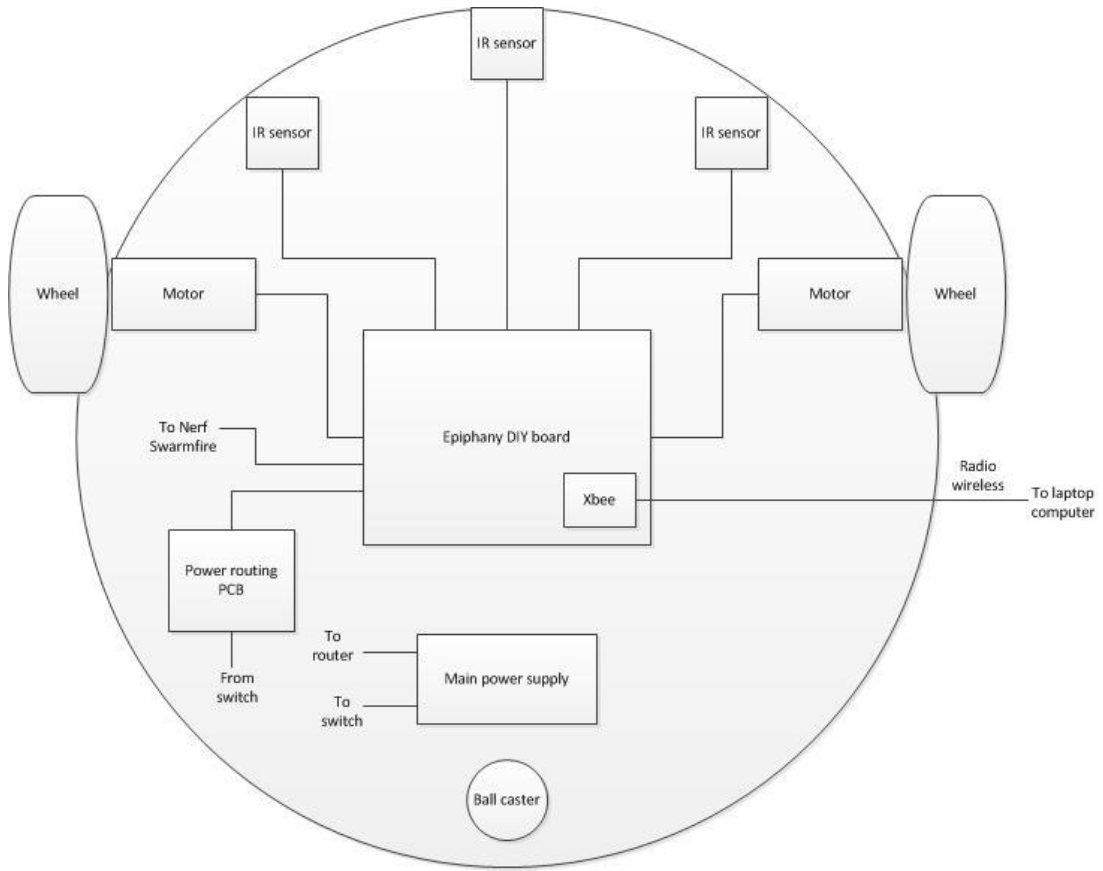 IR sensor
IR sensor
IR sensor
Wheel
Motor
Motor
Wheel
To Nerf
Swarmfire
Epiphany DIY board
Radio
wireless
Xbee
To laptop
computer
Power routing
PCB
To
router
From
switch
Main power supply
To
switch
Ball caster